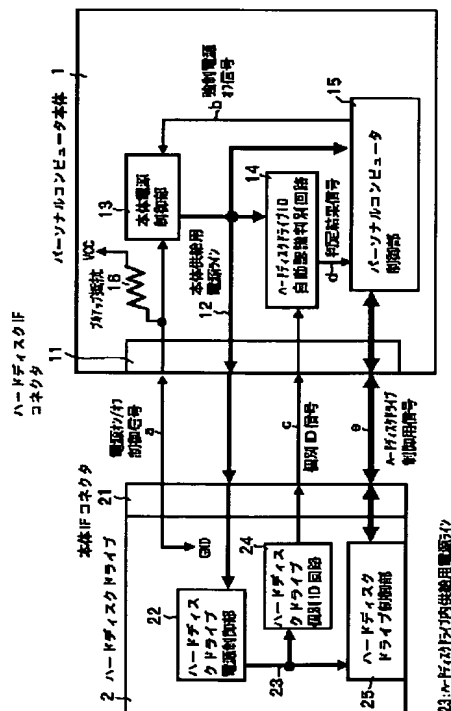 ハードディスクIF
コネクタ
パーソナルコンピュータ本体
1
11
VCC
プルアップ抵抗
16
13
本体電源
制御部
強制電源
オフ信号
b
本体供給用
電源ライン
12
14
ハードディスクドライブID
自動認識判別回路
d 判定結果信号
15
パーソナルコンピュータ
制御部
電源オン/オフ
制御信号
a
c
個別ID信号
e
ハードディスクドライブ
制御用信号
本体IFコネクタ
21
2
ハードディスクドライブ
GND
22
ハードディス
クドライブ
電源制御部
24
ハードディス
クドライブ
個別ID回路
23
ハードディスク
ドライブ制御部
25
23:ハードディスクドライブ内供給用電源ライン